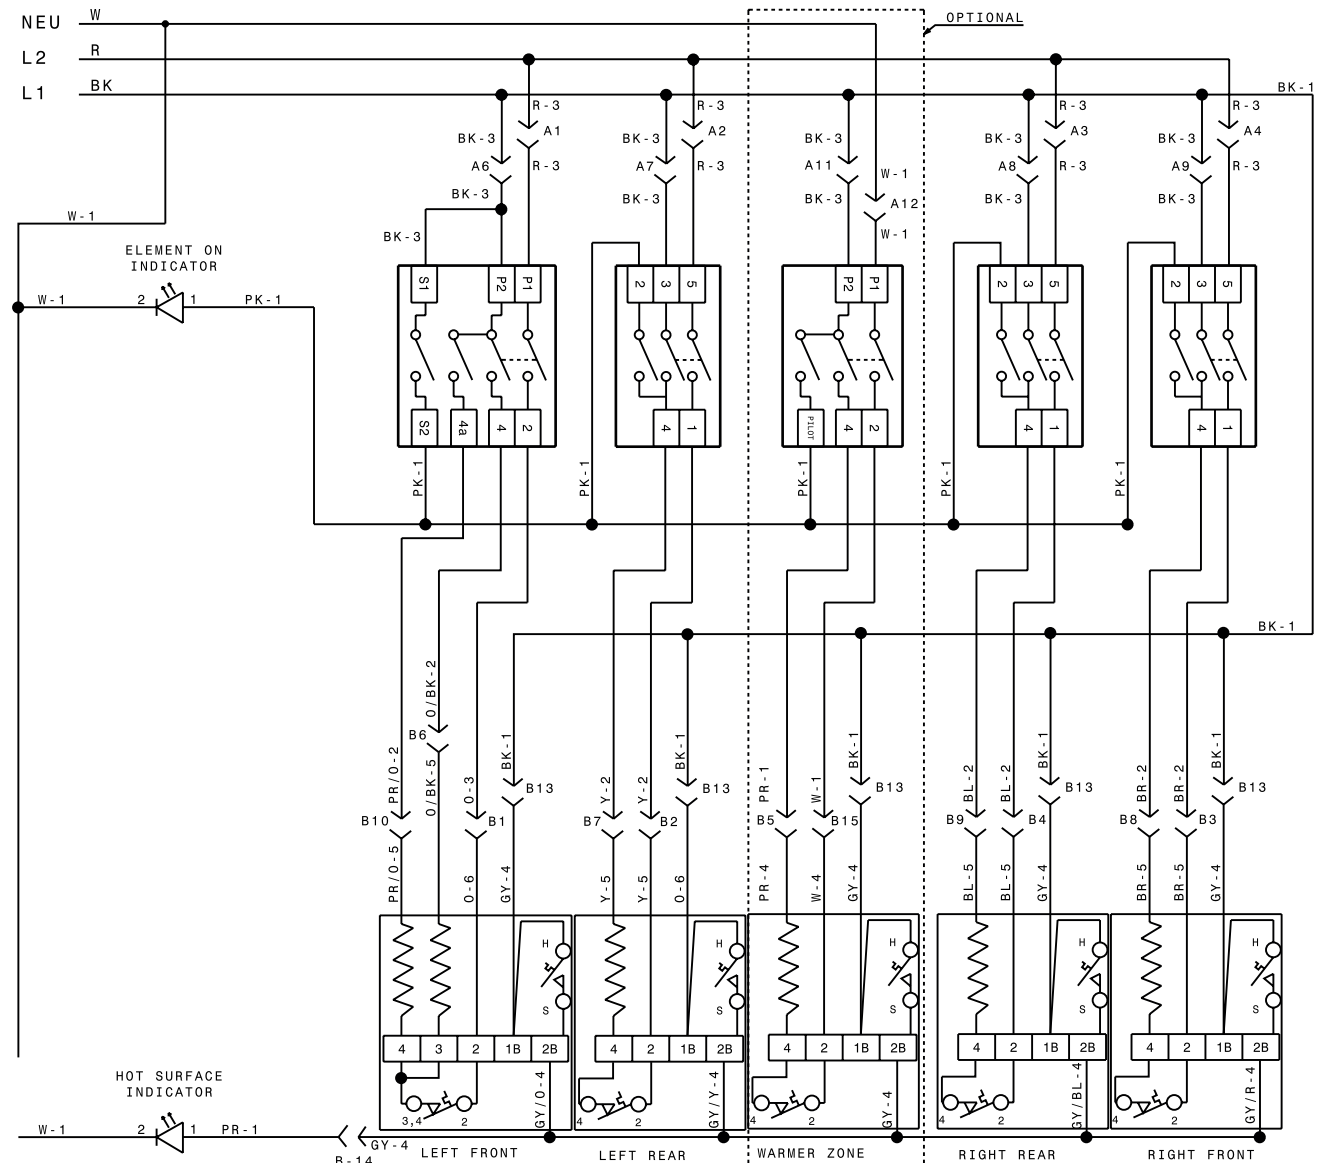 NEU W
OPTIONAL
L2 R
L1 BK BK-1
R-3 R-3 R-3 R-3
BK-3 A1 BK-3 A2 BK-3 BK-3 A3 BK-3 A4
A6 R-3 A7 R-3 A11 W-1 A8 R-3 A9 R-3
BK-3 BK-3 BK-3 A12 BK-3 BK-3
W-1
BK-3 W-1
ELEMENT ON
INDICATOR
S1 P2 P1 2 3 5 P2 P1 2 3 5 2 3 5
W-1 2 1 PK-1
S2 4a 4 2 4 1 PILOT 4 2 4 1 4 1
PK-1 PK-1 PK-1 PK-1 PK-1
BK-1
O/BK-2
B6
PR/O-2 O/BK-5 O-3 BK-1 Y-2 Y-2 BK-1 PR-1 W-1 BK-1 BL-2 BL-2 BK-1 BR-2 BR-2 BK-1
B13 B13 B13 B13 B13
B10 B1 B7 B2 B5 B15 B9 B4 B8 B3
PR/O-5 O-6 GY-4 Y-5 Y-5 O-6 PR-4 W-4 GY-4 BL-5 BL-5 GY-4 BR-5 BR-5 GY-4
H H H H H
S S S S S
4 3 2 1B 2B 4 2 1B 2B 4 2 1B 2B 4 2 1B 2B 4 2 1B 2B
GY/O-4 GY/Y-4 GY-4 GY/BL-4 GY/R-4
HOT SURFACE
INDICATOR
3,4 2 4 2 4 2 4 2 4 2
W-1 2 1 PR-1
GY-4
B-14
LEFT FRONT LEFT REAR WARMER ZONE RIGHT REAR RIGHT FRONT